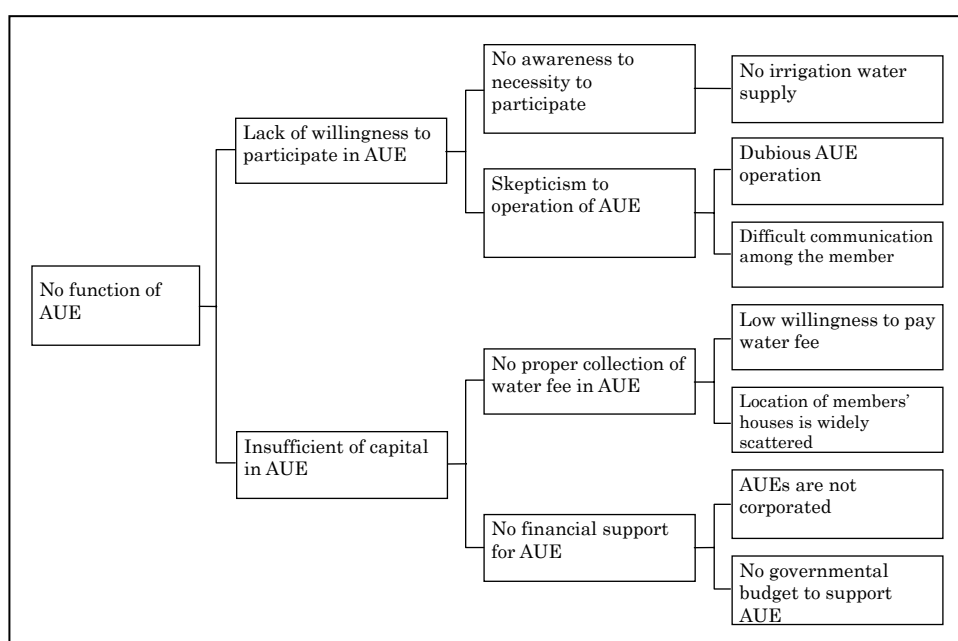 No awareness to
necessity to
participate
No irrigation water
supply
Lack of willingness to
participate in AUE
Dubious AUE
operation
Skepticism to
operation of AUE
Difficult communication
among the member
No function of
AUE
Low willingness to pay
water fee
No proper collection of
water fee in AUE
Location of members’
houses is widely
scattered
Insufficient of capital
in AUE
AUEs are not
corporated
No financial support
for AUE
No governmental
budget to support
AUE